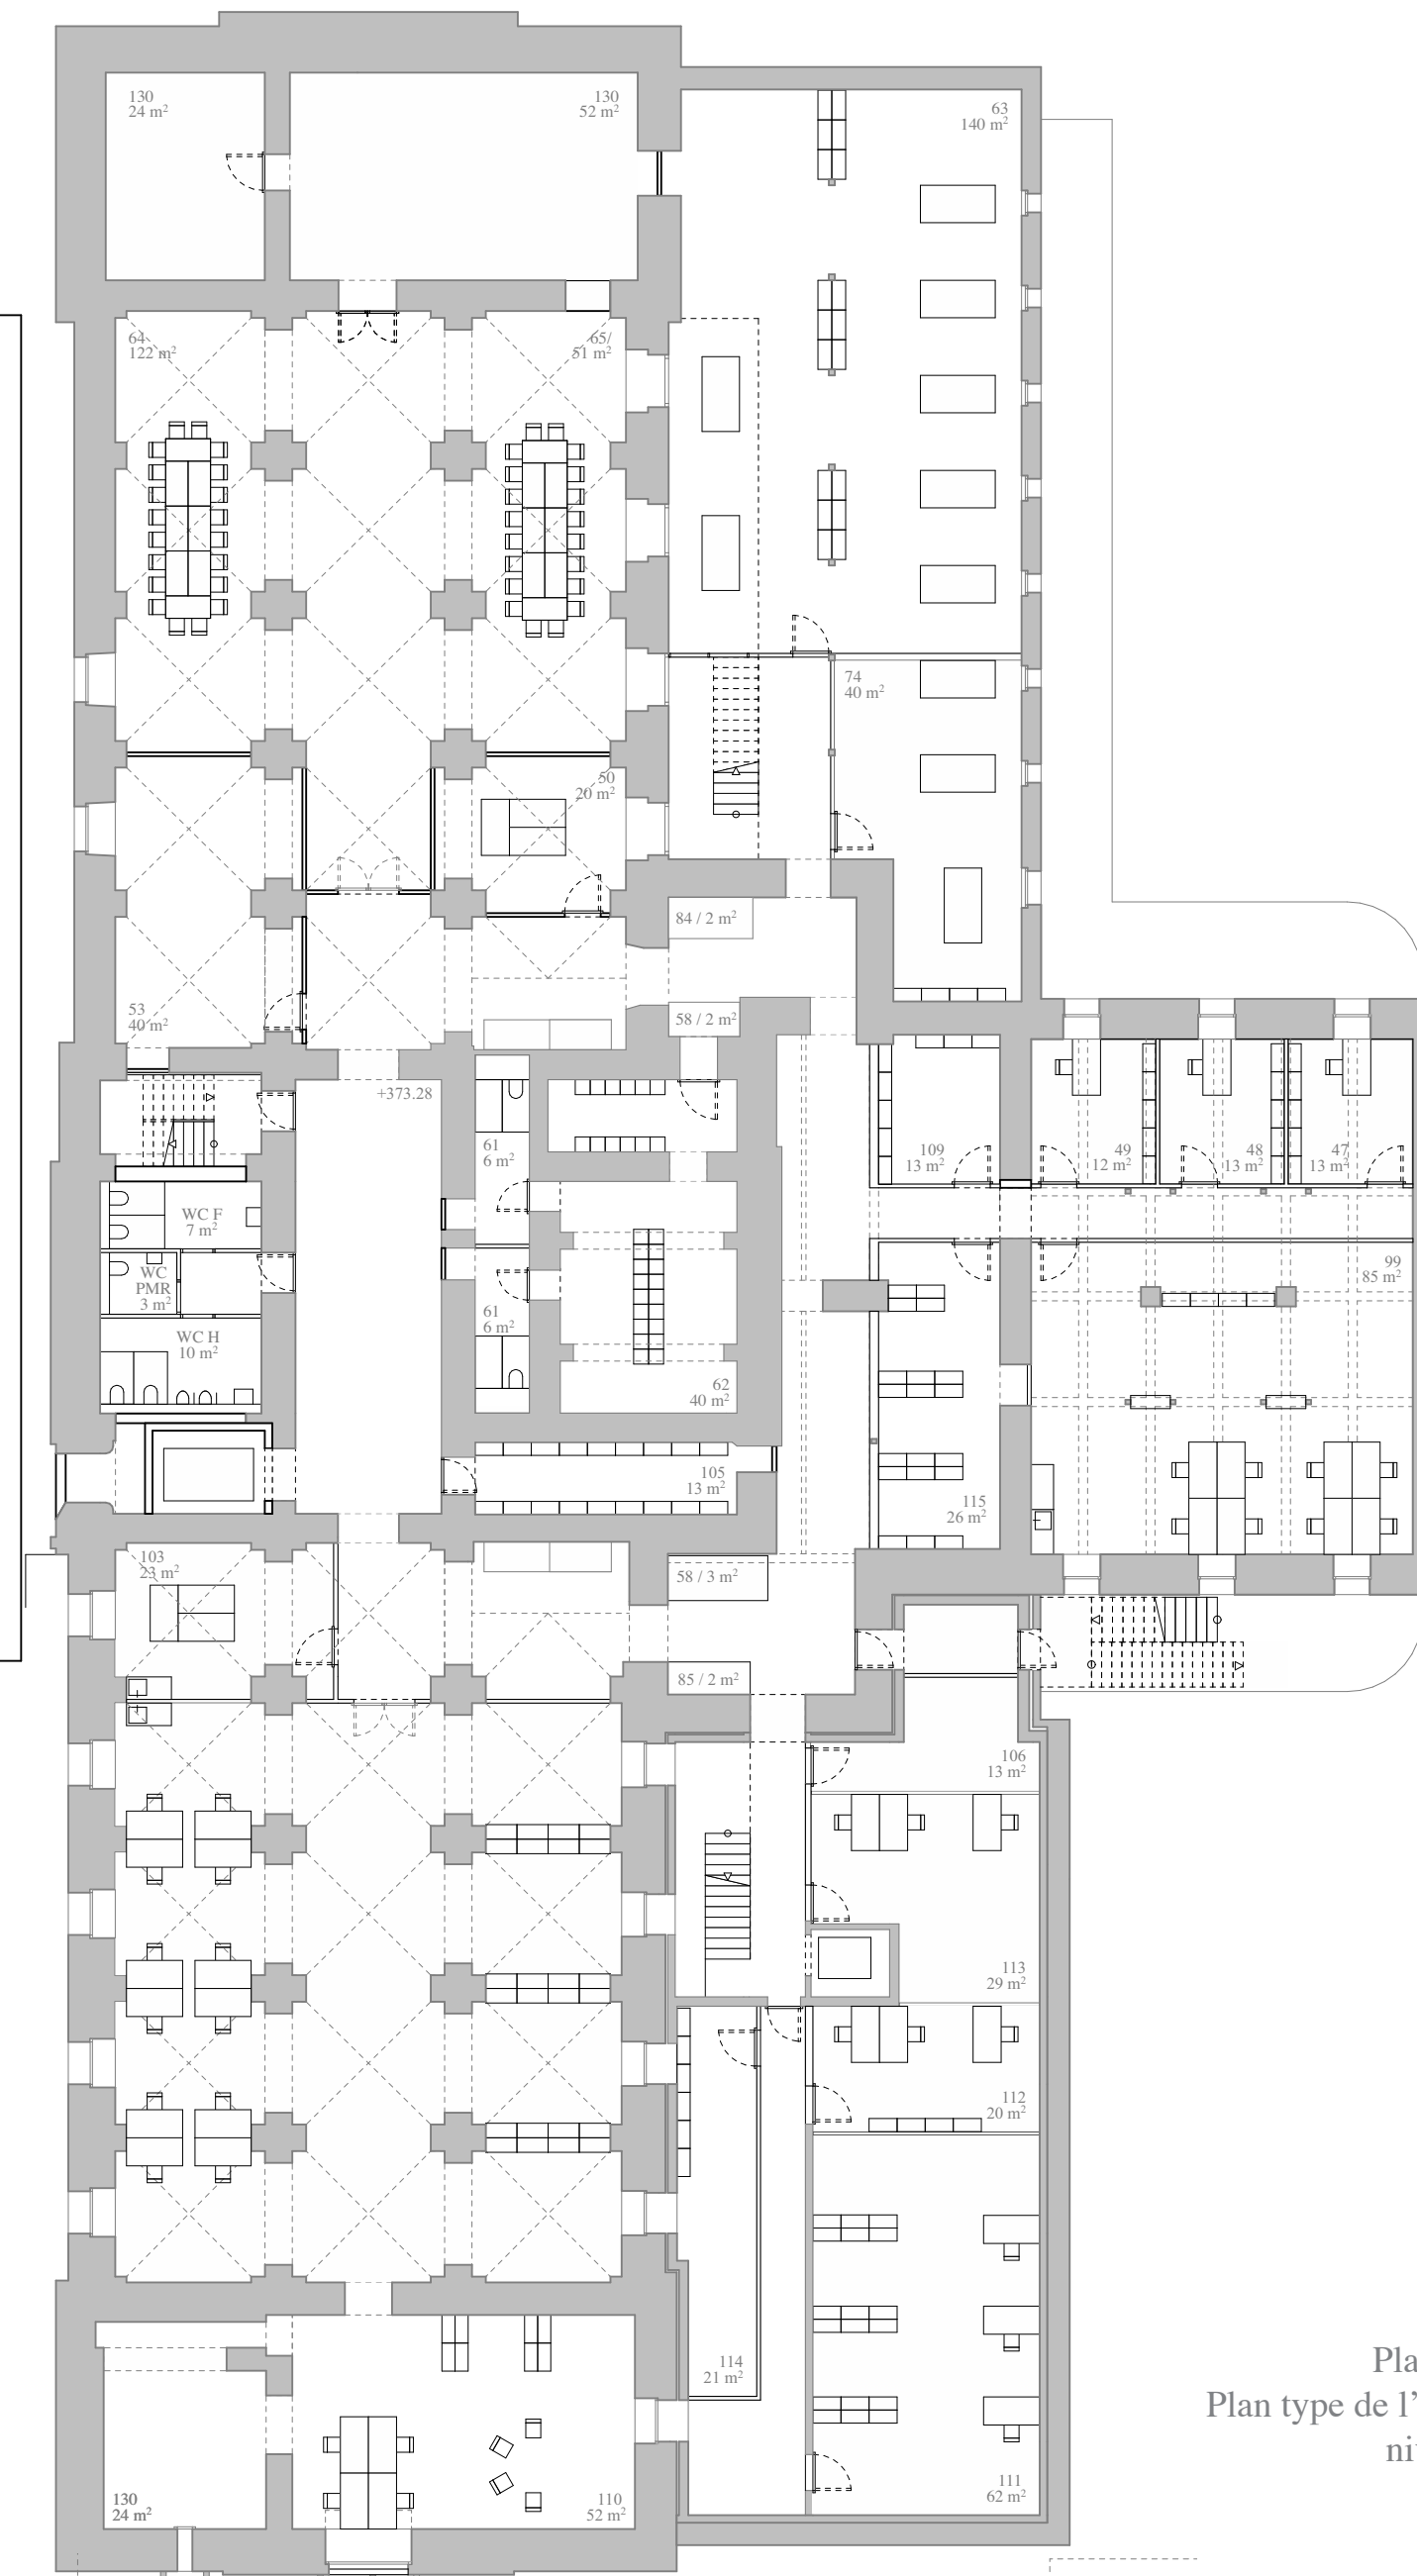 130
24 m²
130
52 m²
63
140 m²
64
122 m²
65/
51 m²
74
40 m²
50
20 m²
84 / 2 m²
53
40 m²
58 / 2 m²
+373.28
61
6 m²
109
13 m²
49
12 m²
48
13 m²
47
13 m²
WC F
7 m²
WC
PMR
3 m²
WC H
10 m²
61
6 m²
62
40 m²
99
85 m²
105
13 m²
115
26 m²
103
23 m²
58 / 3 m²
85 / 2 m²
106
13 m²
113
29 m²
112
20 m²
114
21 m²
111
62 m²
130
24 m²
110
52 m²
Pla
Plan type de l’
ni